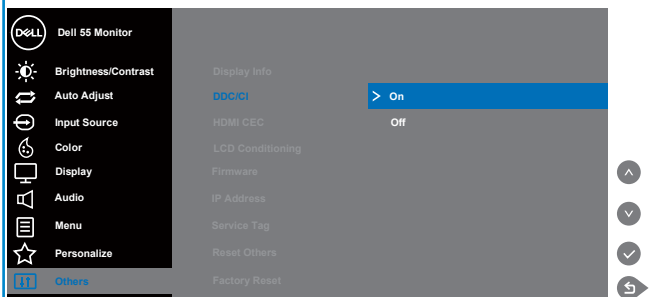 DELL Dell 55 Monitor
Brightness/Contrast Display Info
Auto Adjust DDC/CI > On
Input Source HDMI CEC Off
Color LCD Conditioning
Display Firmware
Audio IP Address
Menu Service Tag
Personalize Reset Others
Others Factory Reset